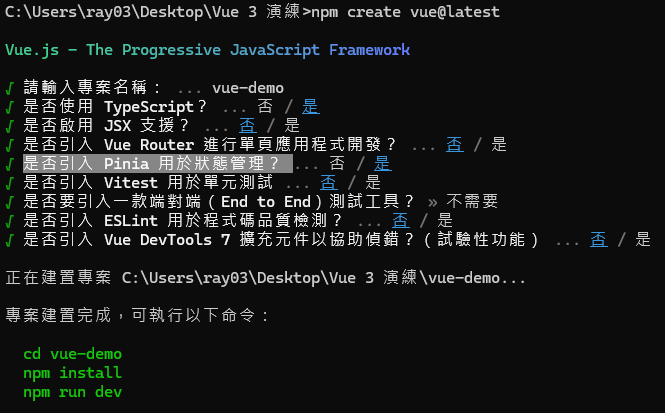 C:\Users\ray03\Desktop\Vue 3 演練>npm create vue@latest
Vue.js - The Progressive JavaScript Framework
√ 請輸入專案名稱： ... vue-demo
√ 是否使用 TypeScript？ ... 否 / 是
√ 是否啟用 JSX 支援？ ... 否 / 是
√ 是否引入 Vue Router 進行單頁應用程式開發？ ... 否 / 是
√ 是否引入 Pinia 用於狀態管理？ ... 否 / 是
√ 是否引入 Vitest 用於單元測試 ... 否 / 是
√ 是否要引入一款端對端（End to End）測試工具？ » 不需要
√ 是否引入 ESLint 用於程式碼品質檢測？ ... 否 / 是
√ 是否引入 Vue DevTools 7 擴充元件以協助偵錯？（試驗性功能） ... 否 / 是
正在建置專案 C:\Users\ray03\Desktop\Vue 3 演練\vue-demo...
專案建置完成，可執行以下命令：
cd vue-demo
npm install
npm run dev